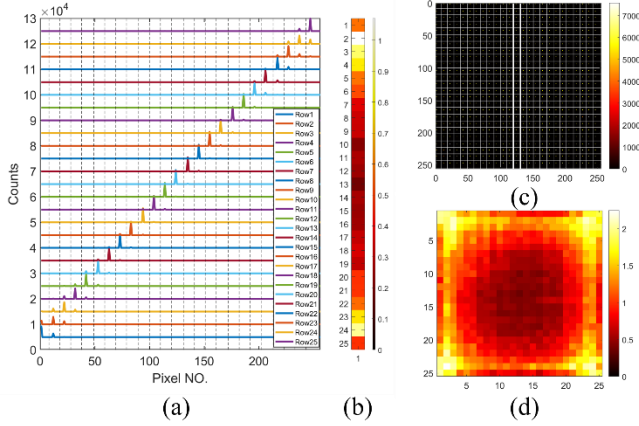 ×10⁴
13
12
11
10
9
8
7
6
5
4
3
2
1
0
Counts
0
50
100
150
200
Pixel NO.
Row1
Row2
Row3
Row4
Row5
Row6
Row7
Row8
Row9
Row10
Row11
Row12
Row13
Row14
Row15
Row16
Row17
Row18
Row19
Row20
Row21
Row22
Row23
Row24
Row25
(a)
1
2
3
4
5
6
7
8
9
10
11
12
13
14
15
16
17
18
19
20
21
22
23
24
25
1
1
0.9
0.8
0.7
0.6
0.5
0.4
0.3
0.2
0.1
0
(b)
0
50
100
150
200
250
0
50
100
150
200
250
7000
6000
5000
4000
3000
2000
1000
0
(c)
5
10
15
20
25
5
10
15
20
25
2
1.5
1
0.5
0
(d)